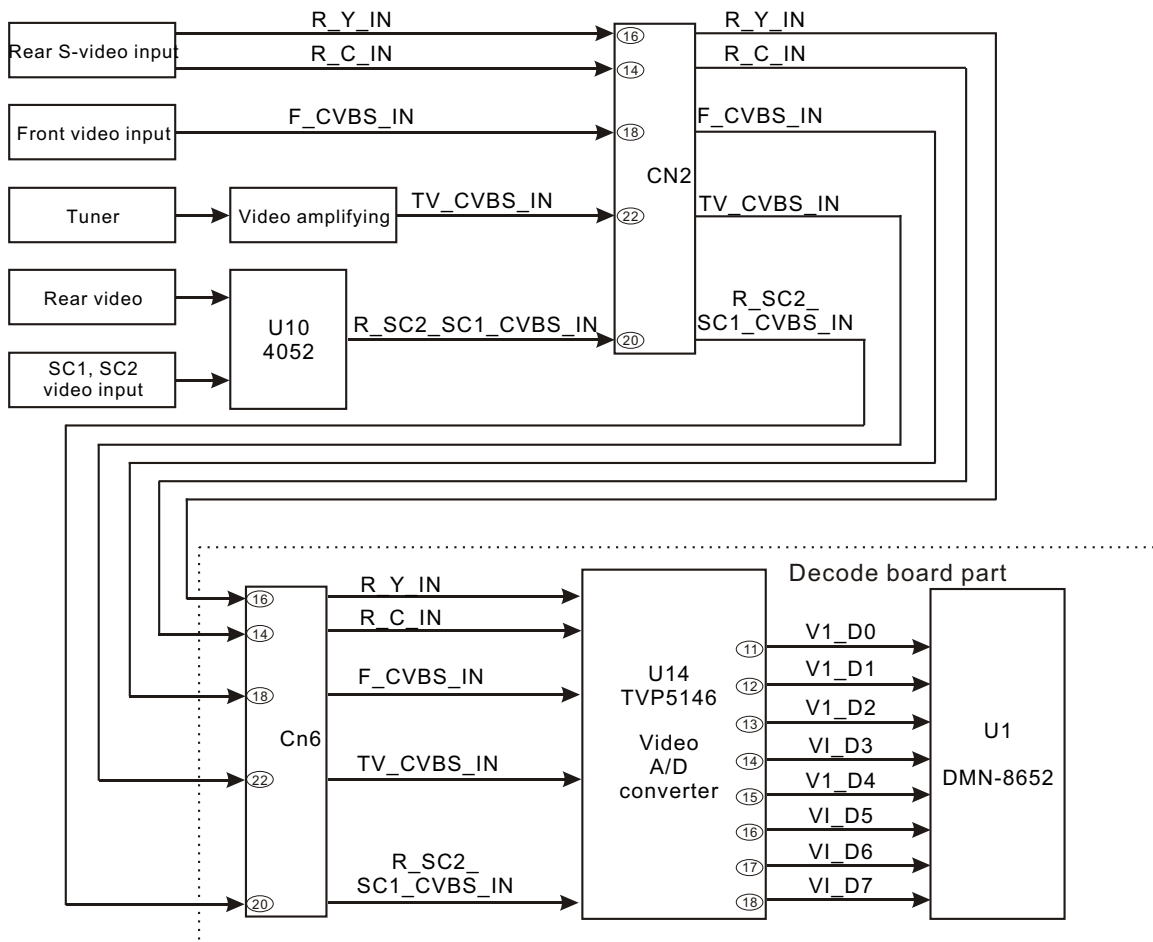 R_Y_IN
R_Y_IN
Rear S-video input
16
R_C_IN
R_C_IN
14
F_CVBS_IN
F_CVBS_IN
Front video input
18
CN2
TV_CVBS_IN
TV_CVBS_IN
Tuner
Video amplifying
22
Rear video
R_SC2_
U10
4052
R_SC2_SC1_CVBS_IN
SC1_CVBS_IN
20
SC1, SC2
video input
Decode board part
R_Y_IN
16
R_C_IN
14
V1_D0
11
F_CVBS_IN
U14
TVP5146
V1_D1
12
18
V1_D2
13
Cn6
Video
A/D
converter
U1
DMN-8652
VI_D3
14
TV_CVBS_IN
22
V1_D4
15
VI_D5
16
R_SC2_
SC1_CVBS_IN
VI_D6
17
VI_D7
18
20